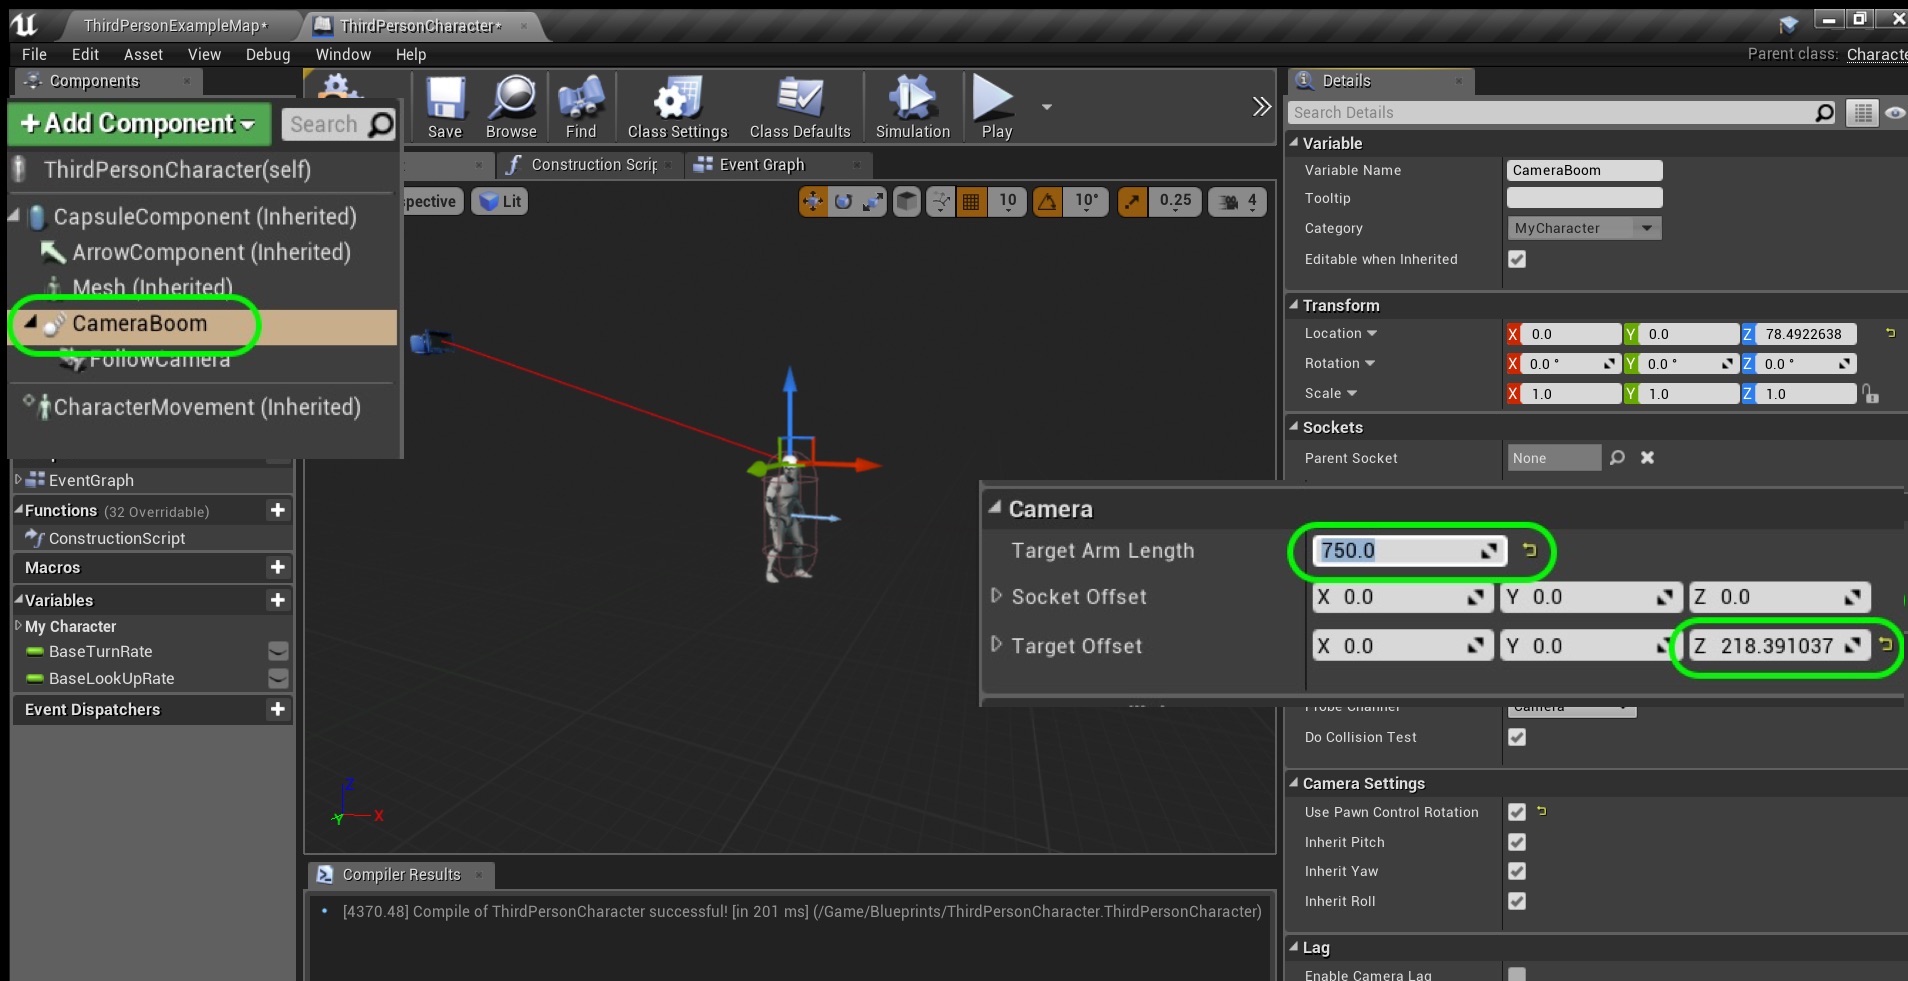 ThirdPersonExampleMap*
ThirdPersonCharacter*
File Edit Asset View Debug Window Help
Parent class: Characte
Components
+Add Component
Search
ThirdPersonCharacter(self)
CapsuleComponent (Inherited)
ArrowComponent (Inherited)
Mesh (Inherited)
CameraBoom
FollowCamera
CharacterMovement (Inherited)
EventGraph
Functions (32 Overridable)
ConstructionScript
Macros
Variables
My Character
BaseTurnRate
BaseLookUpRate
Event Dispatchers
Save Browse Find Class Settings Class Defaults Simulation Play
Construction Scrip
Event Graph
spective
Lit
10
10°
0.25
4
X
Y
Z
Compiler Results
[4370.48] Compile of ThirdPersonCharacter successful! [in 201 ms] (/Game/Blueprints/ThirdPersonCharacter.ThirdPersonCharacter)
Details
Search Details
Variable
Variable Name CameraBoom
Tooltip
Category MyCharacter
Editable when Inherited
Transform
Location X 0.0 Y 0.0 Z 78.4922638
Rotation X 0.0 ° Y 0.0 ° Z 0.0 °
Scale X 1.0 Y 1.0 Z 1.0
Sockets
Parent Socket None
Camera
Target Arm Length 750.0
Socket Offset X 0.0 Y 0.0 Z 0.0
Target Offset X 0.0 Y 0.0 Z 218.391037
Probe Channel Camera
Do Collision Test
Camera Settings
Use Pawn Control Rotation
Inherit Pitch
Inherit Yaw
Inherit Roll
Lag
Enable Camera Lag